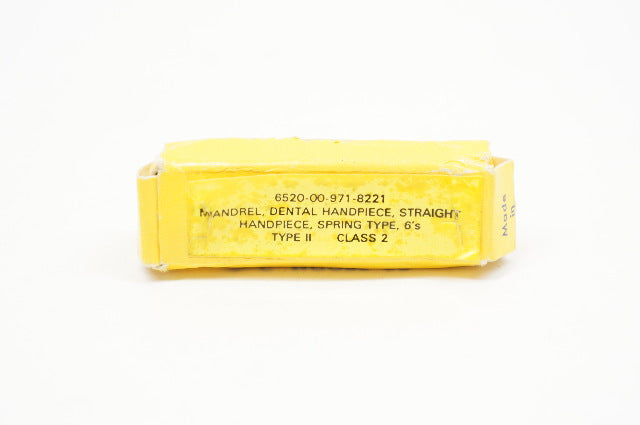 6520-00-971-8221
MANDREL, DENTAL HANDPIECE, STRAIGHT
HANDPIECE, SPRING TYPE, 6's
TYPE II CLASS 2
Made
in